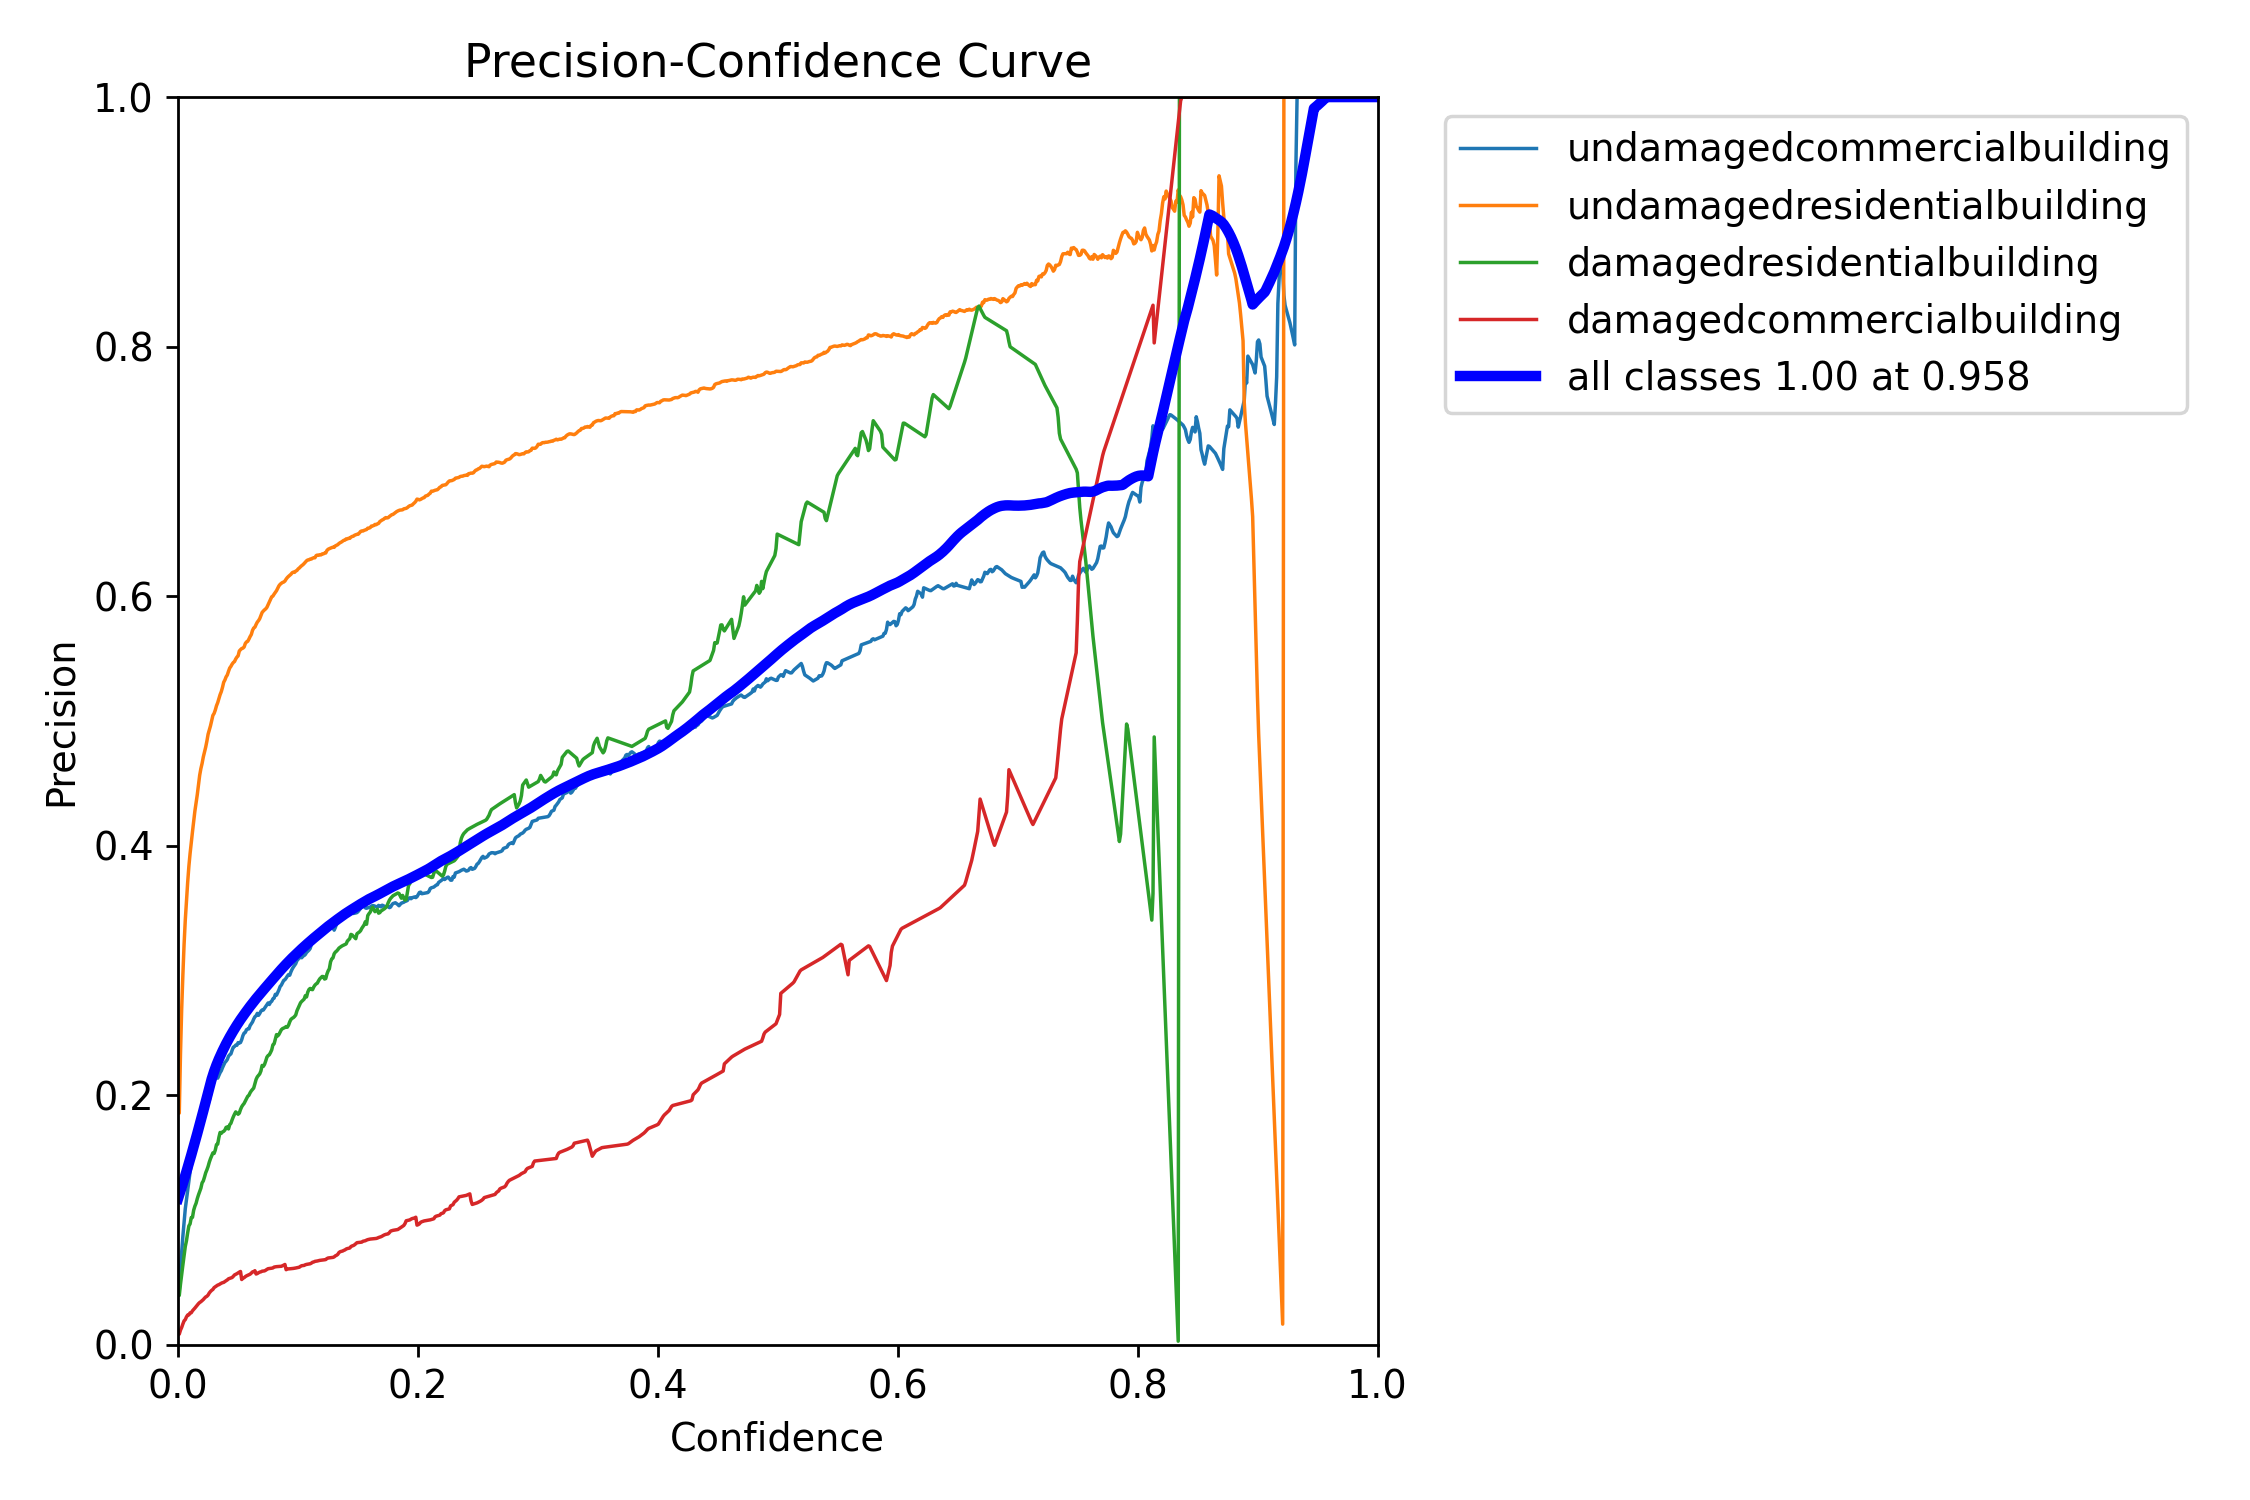 Precision-Confidence Curve
1.0
0.8
0.6
0.4
0.2
0.0
Precision
0.0 0.2 0.4 0.6 0.8 1.0
Confidence
undamagedcommercialbuilding
undamagedresidentialbuilding
damagedresidentialbuilding
damagedcommercialbuilding
all classes 1.00 at 0.958